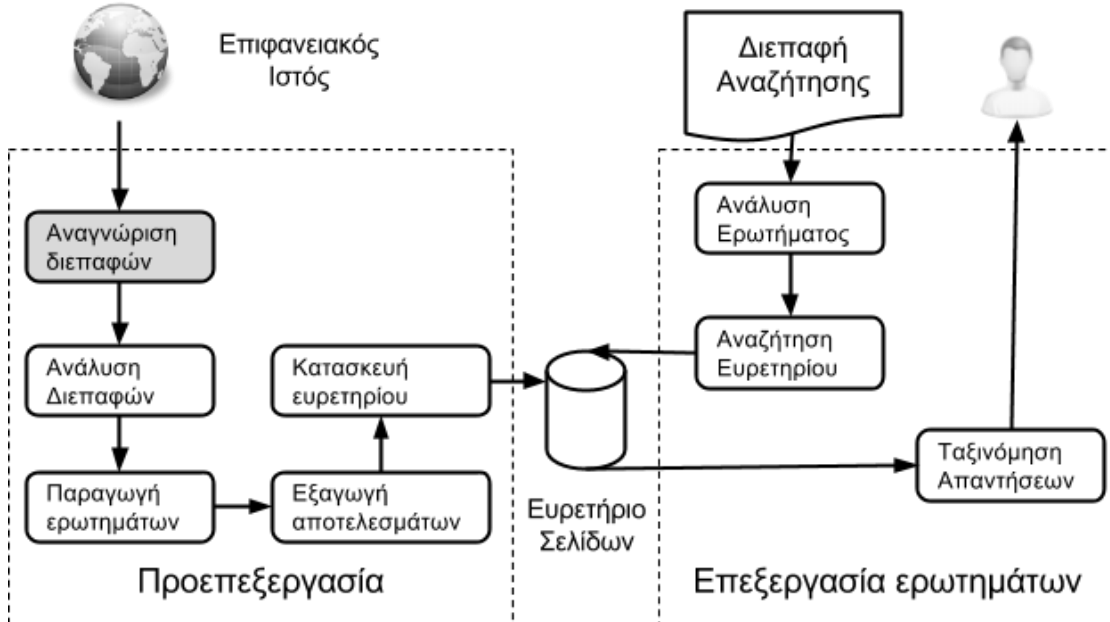 Επιφανειακός
Ιστός
Διεπαφή
Αναζήτησης
Αναγνώριση
διεπαφών
Ανάλυση
Διεπαφών
Παραγωγή
ερωτημάτων
Εξαγωγή
αποτελεσμάτων
Κατασκευή
ευρετηρίου
Προεπεξεργασία
Ευρετήριο
Σελίδων
Ανάλυση
Ερωτήματος
Αναζήτηση
Ευρετηρίου
Ταξινόμηση
Απαντήσεων
Επεξεργασία ερωτημάτων